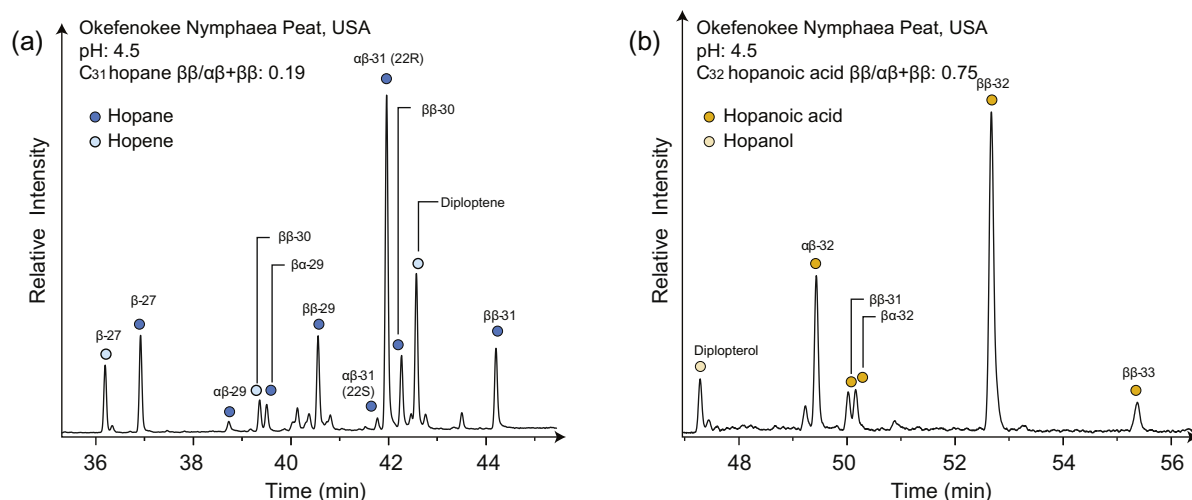 (a)
Okefenokee Nymphaea Peat, USA
pH: 4.5
C31 hopane ββ/αβ+ββ: 0.19
Hopane
Hopene
Relative Intensity
β-27
β-27
αβ-29
ββ-30
βα-29
ββ-29
αβ-31
(22S)
αβ-31 (22R)
ββ-30
Diploptene
ββ-31
36
38
40
42
44
Time (min)
(b)
Okefenokee Nymphaea Peat, USA
pH: 4.5
C32 hopanoic acid ββ/αβ+ββ: 0.75
Hopanoic acid
Hopanol
Relative Intensity
Diplopterol
αβ-32
ββ-31
βα-32
ββ-32
ββ-33
48
50
52
54
56
Time (min)